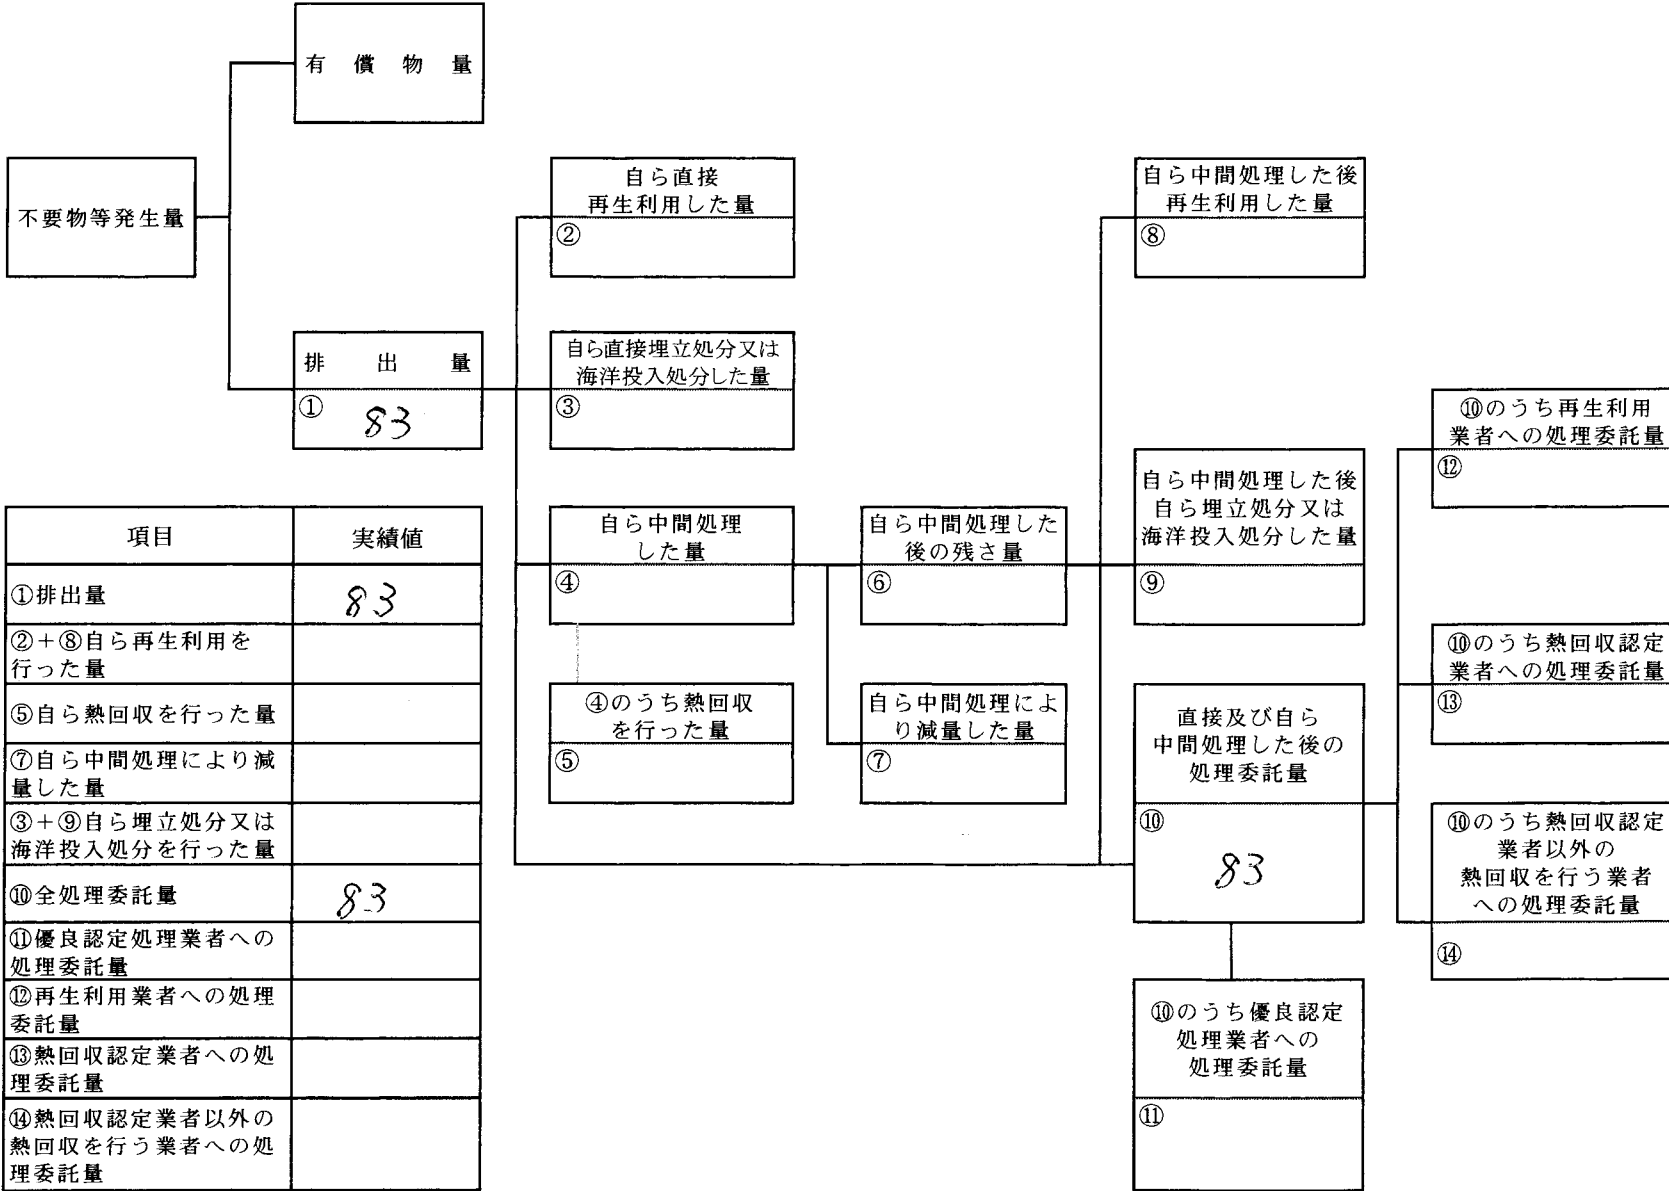 有償物量
不要物等発生量
排出量
①
83
自ら直接
再生利用した量
②
自ら直接埋立処分又は
海洋投入処分した量
③
自ら中間処理
した量
④
④のうち熱回収
を行った量
⑤
自ら中間処理した
後の残さ量
⑥
自ら中間処理によ
り減量した量
⑦
自ら中間処理した後
再生利用した量
⑧
自ら中間処理した後
自ら埋立処分又は
海洋投入処分した量
⑨
直接及び自ら
中間処理した後の
処理委託量
⑩
83
⑩のうち優良認定
処理業者への
処理委託量
⑪
⑩のうち再生利用
業者への処理委託量
⑫
⑩のうち熱回収認定
業者への処理委託量
⑬
⑩のうち熱回収認定
業者以外の
熱回収を行う業者
への処理委託量
⑭
項目 実績値
①排出量 83
②+⑧自ら再生利用を
行った量
⑤自ら熱回収を行った量
⑦自ら中間処理により減
量した量
③+⑨自ら埋立処分又は
海洋投入処分を行った量
⑩全処理委託量 83
⑪優良認定処理業者への
処理委託量
⑫再生利用業者への処理
委託量
⑬熱回収認定業者への処
理委託量
⑭熱回収認定業者以外の
熱回収を行う業者への処
理委託量